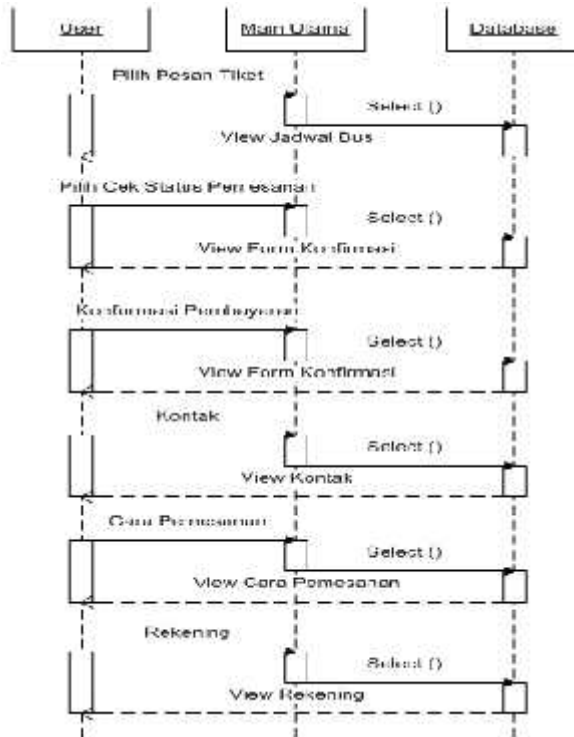 User
Main Utama
Database
Pilih Pesan Tiket
Select ()
View Jadwal Bus
Pilih Cek Status Pemesanan
Select ()
View Form Konfirmasi
Konfirmasi Pembayaran
Select ()
View Form Konfirmasi
Kontak
Select ()
View Kontak
Cara Pemesanan
Select ()
View Cara Pemesanan
Rekening
Select ()
View Rekening